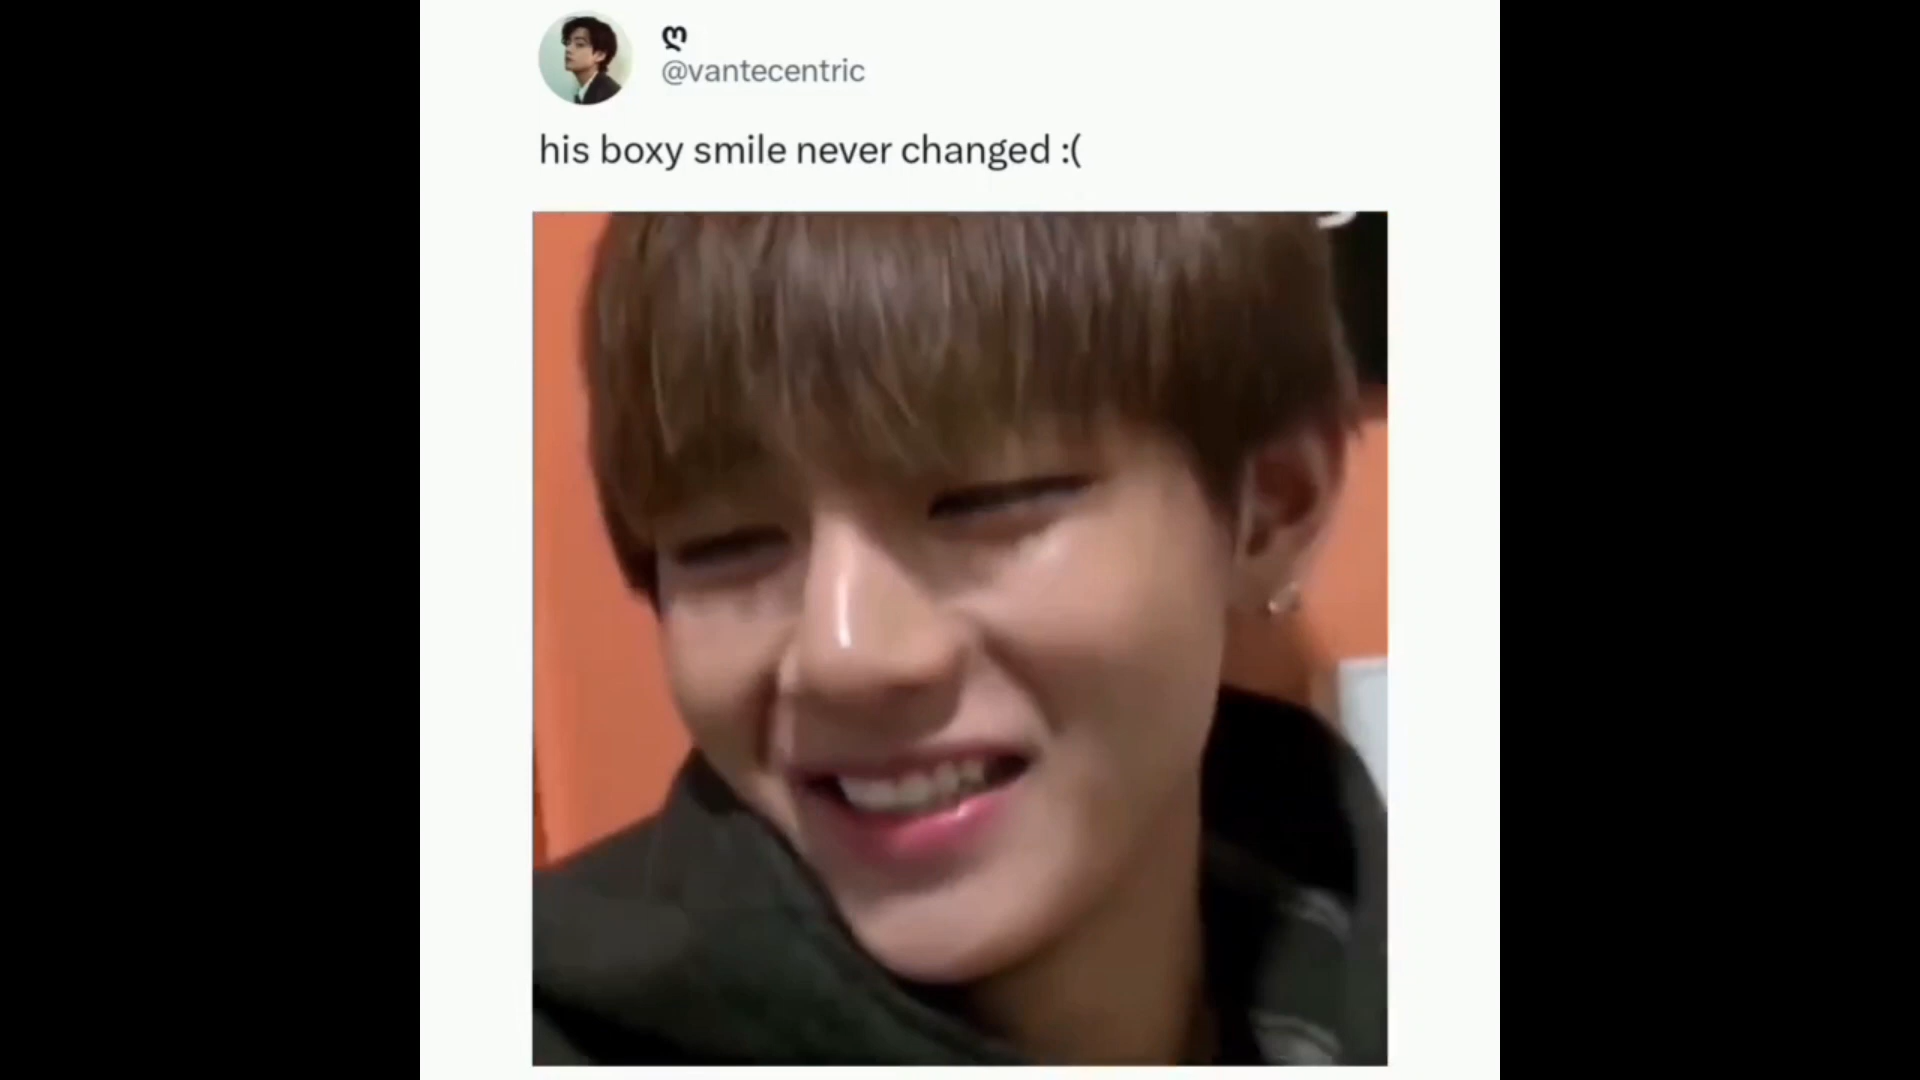 ღ
@vantecentric
his boxy smile never changed :(